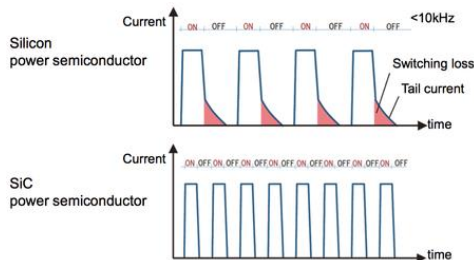 Current
ON OFF ON OFF ON OFF ON OFF
<10kHz
Silicon
power semiconductor
Switching loss
Tail current
time
Current
ON OFF ON OFF ON OFF ON OFF ON OFF ON OFF ON OFF ON OFF
SiC
power semiconductor
time